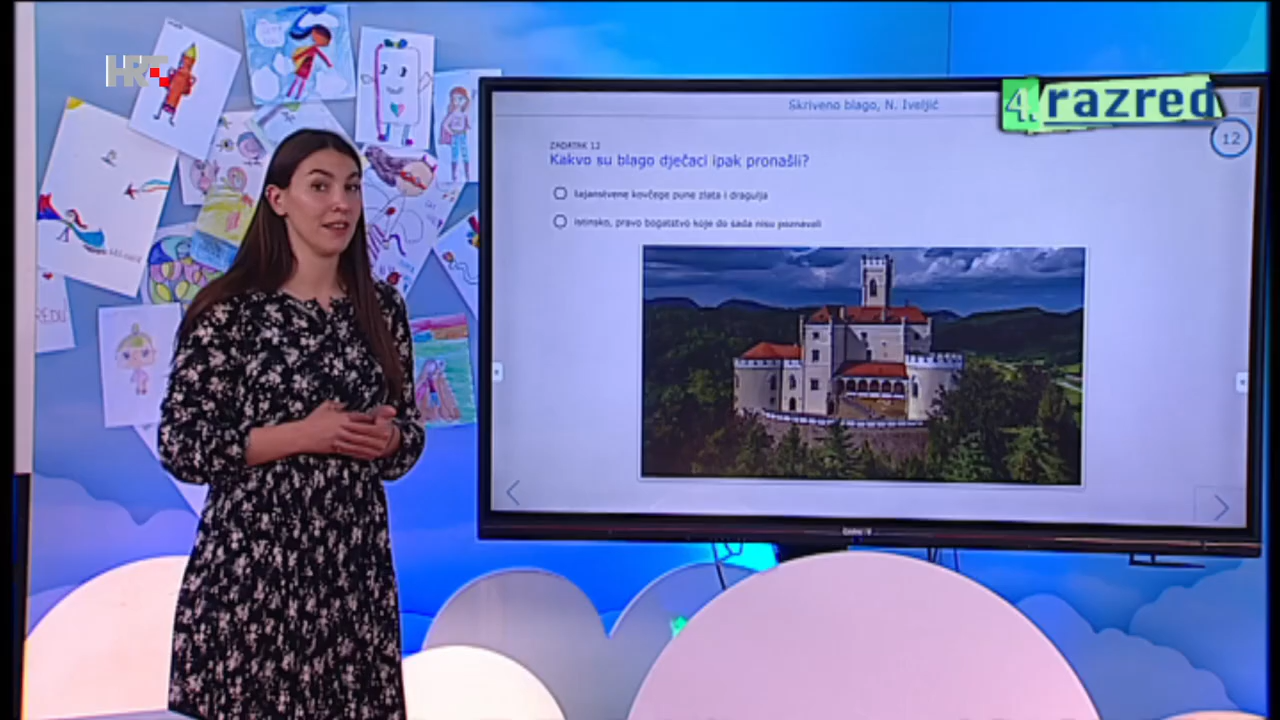 HRT
4. razred
Skriveno blago, N. Iveljić
12
ZADATAK 12
Kakvo su blago dječaci ipak pronašli?
tajanstvene kovčege pune zlata i dragulja
istinsko, pravo bogatstvo koje do sada nisu poznavali